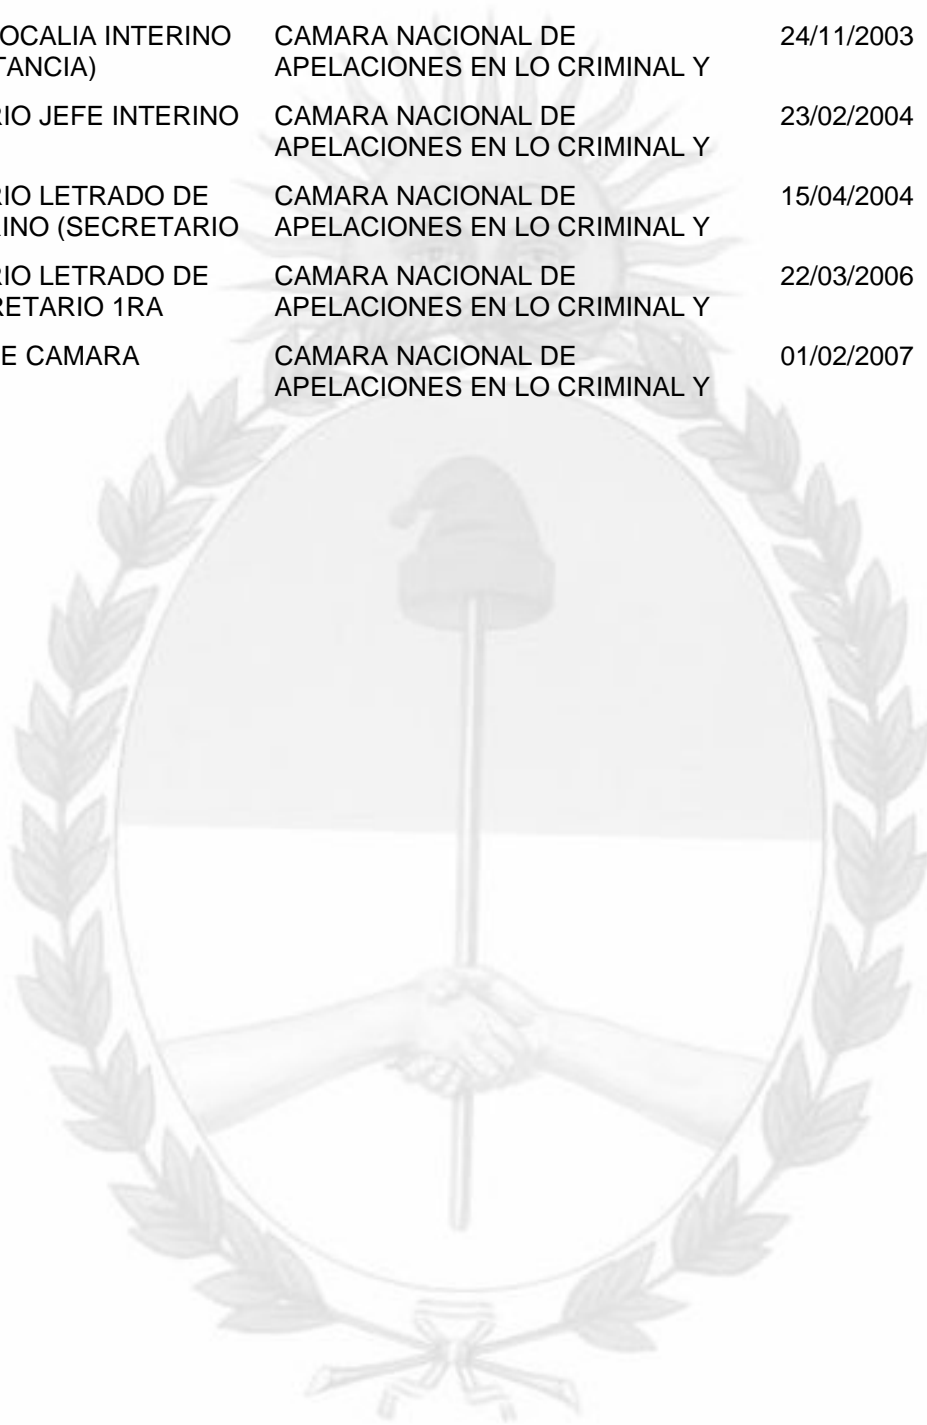 OCALIA INTERINO CAMARA NACIONAL DE 24/11/2003
TANCIA) APELACIONES EN LO CRIMINAL Y
RIO JEFE INTERINO CAMARA NACIONAL DE 23/02/2004
APELACIONES EN LO CRIMINAL Y
RIO LETRADO DE CAMARA NACIONAL DE 15/04/2004
RINO (SECRETARIO APELACIONES EN LO CRIMINAL Y
RIO LETRADO DE CAMARA NACIONAL DE 22/03/2006
RETARIO 1RA APELACIONES EN LO CRIMINAL Y
E CAMARA CAMARA NACIONAL DE 01/02/2007
APELACIONES EN LO CRIMINAL Y